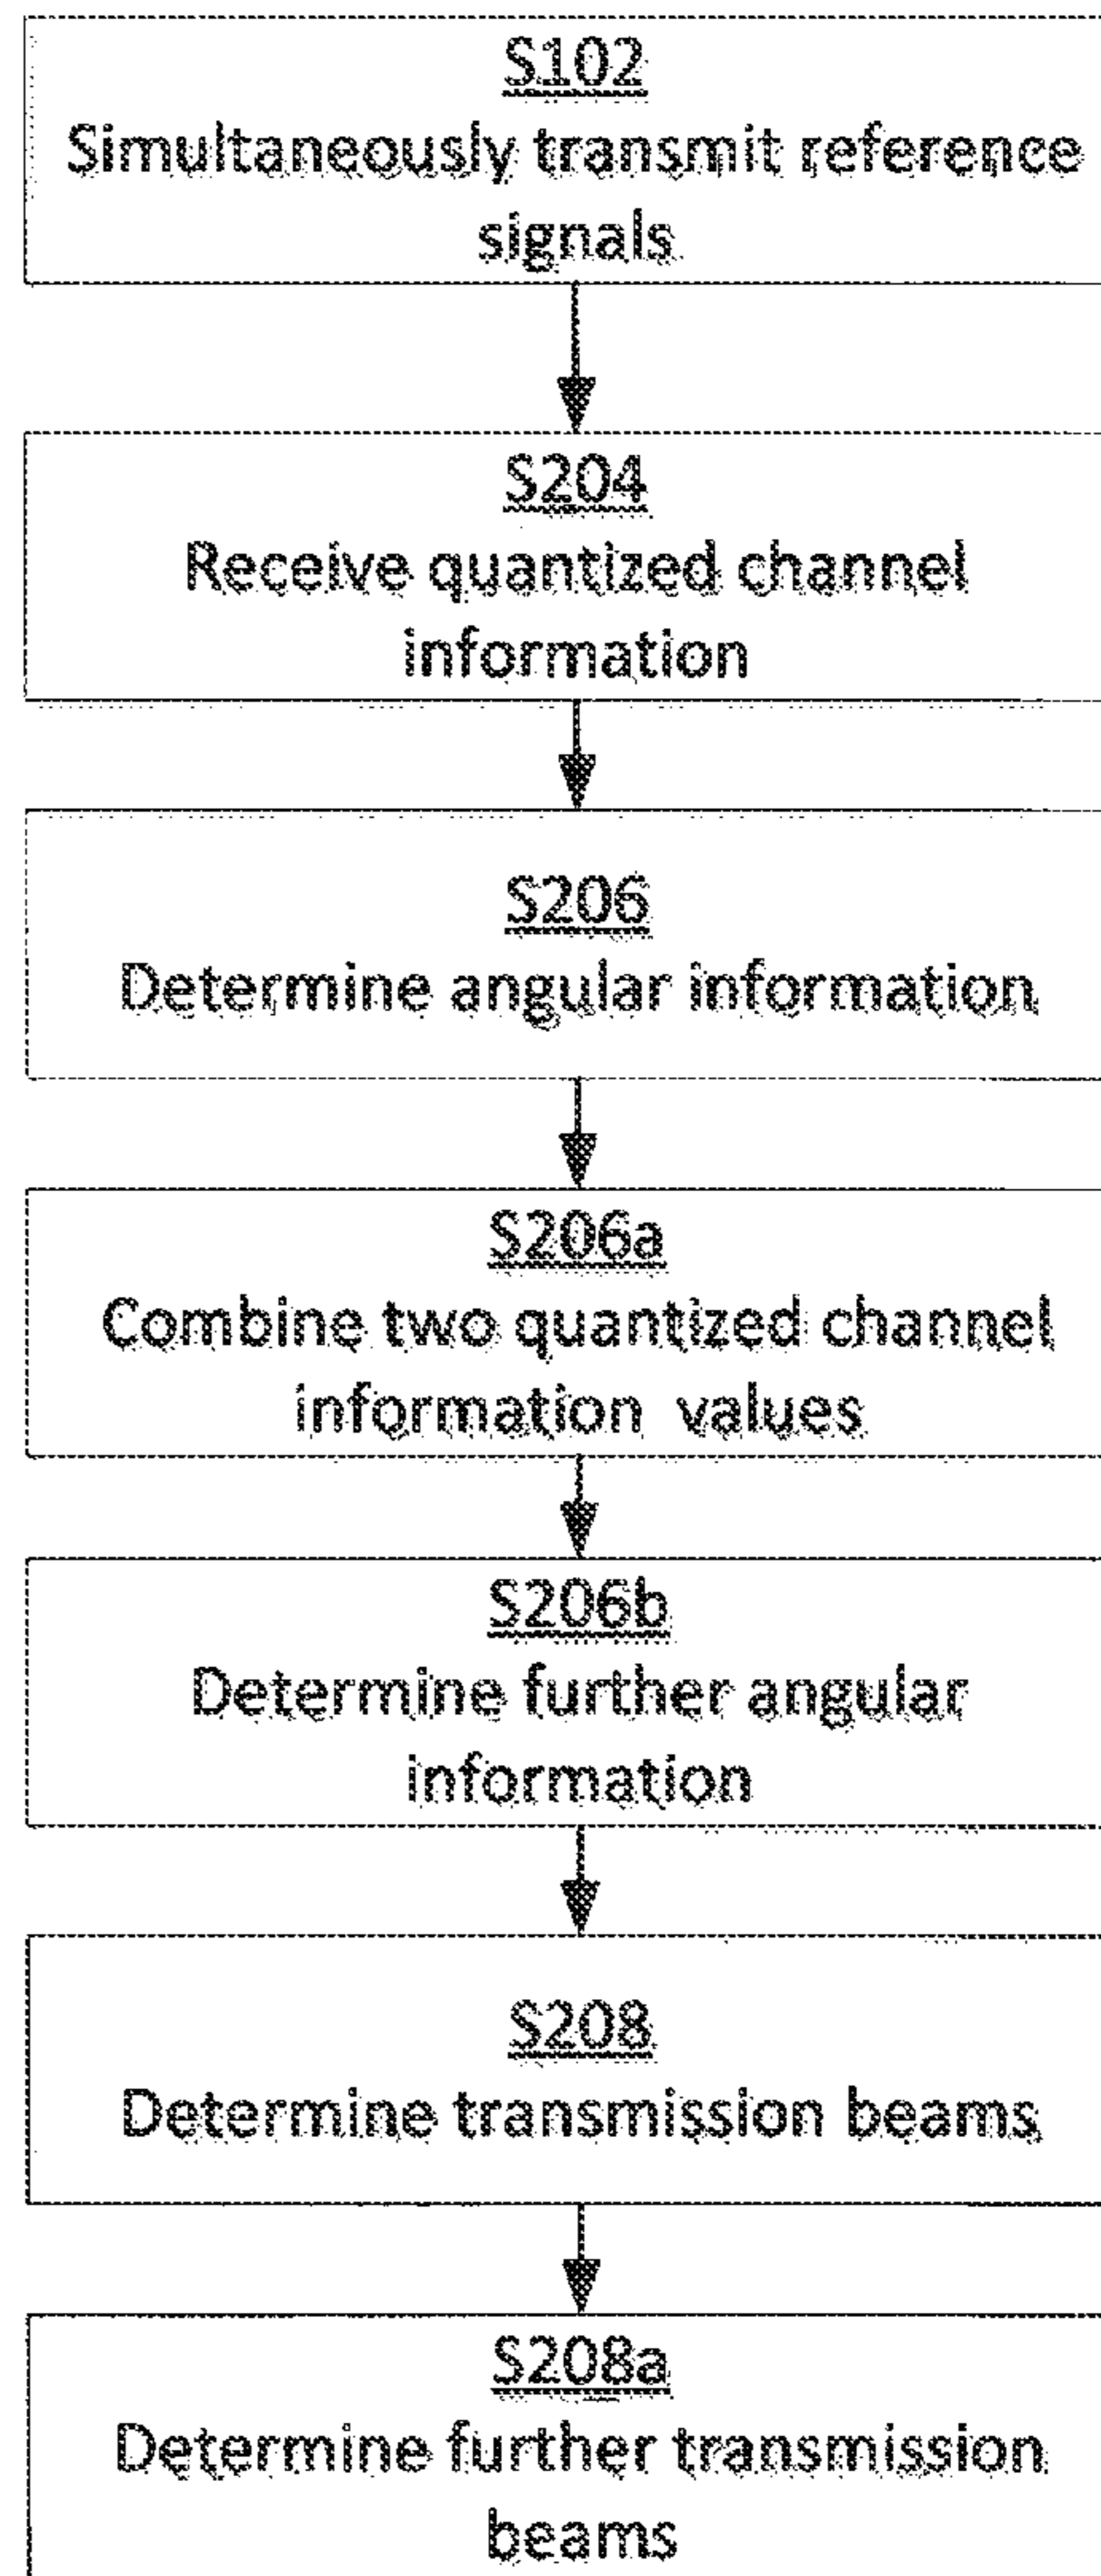 S102
Simultaneously transmit reference
signals
S204
Receive quantized channel
information
S206
Determine angular information
S206a
Combine two quantized channel
information values
S206b
Determine further angular
information
S208
Determine transmission beams
S208a
Determine further transmission
beams